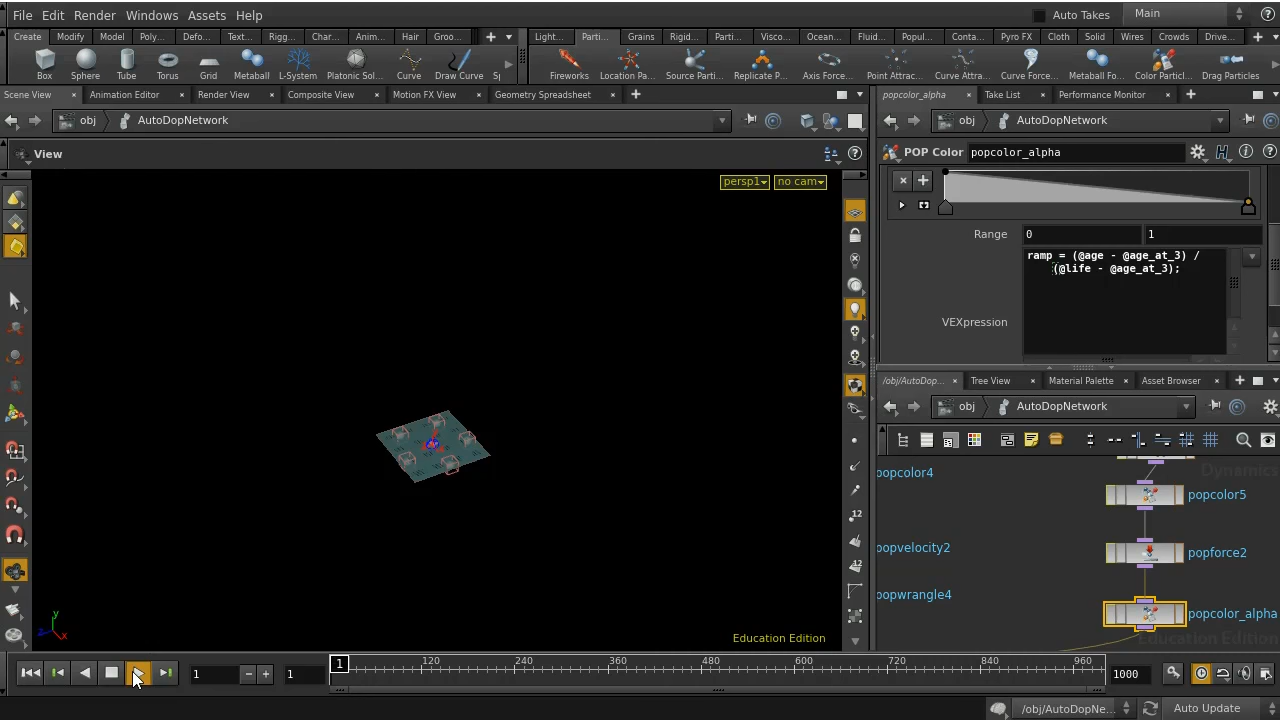 File Edit Render Windows Assets Help
Auto Takes Main
Create Modify Model Poly... Defo... Text... Rigg... Char... Anim... Hair Groo...
Light... Parti... Grains Rigid... Parti... Visco... Ocean... Fluid... Popul... Conta... Pyro FX Cloth Solid Wires Crowds Drive...
Box Sphere Tube Torus Grid Metaball L-System Platonic Sol... Curve Draw Curve
Fireworks Location Pa... Source Parti... Replicate P... Axis Force... Point Attrac... Curve Attra... Curve Force... Metaball Fo... Color Particl... Drag Particles
Scene View Animation Editor Render View Composite View Motion FX View Geometry Spreadsheet
popcolor_alpha Take List Performance Monitor
obj AutoDopNetwork
obj AutoDopNetwork
View
POP Color popcolor_alpha
persp1 no cam
Range 0 1
ramp = (@age - @age_at_3) /
(@life - @age_at_3);
VEXpression
/obj/AutoDop... Tree View Material Palette Asset Browser
obj AutoDopNetwork
Dynamics
popcolor4
popcolor5
popvelocity2
popforce2
popwrangle4
popcolor_alpha
Education Edition
12
12
y
z
x
Education Edition
1 1 1 120 240 360 480 600 720 840 960 1000
/obj/AutoDopNe... Auto Update